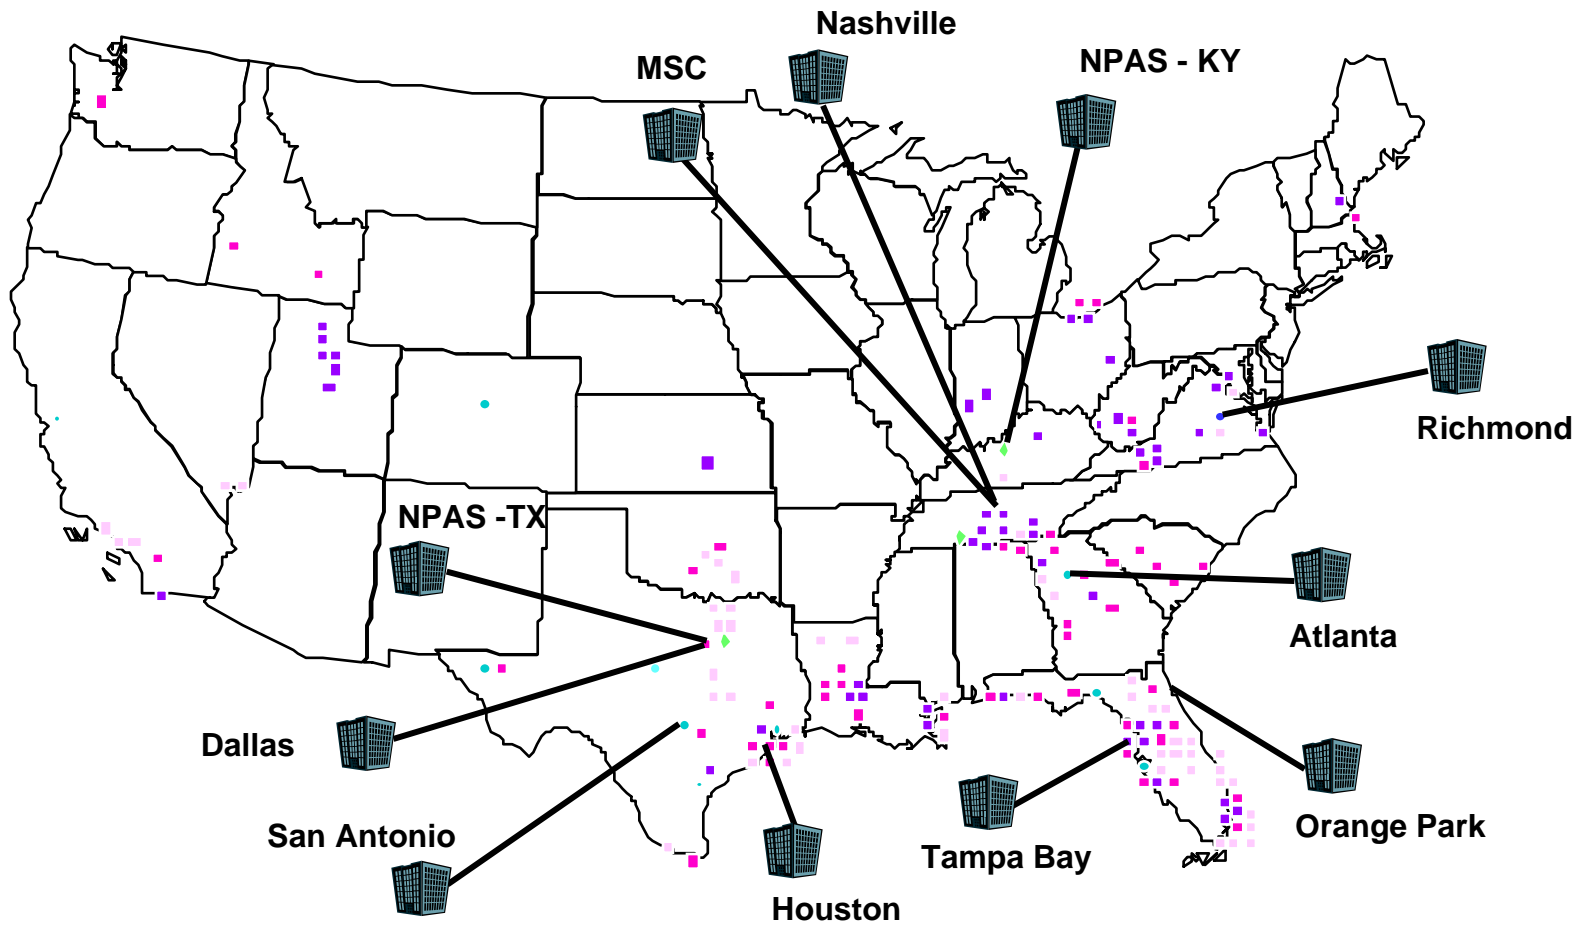 Nashville
MSC
NPAS - KY
Richmond
NPAS -TX
Atlanta
Dallas
San Antonio
Orange Park
Tampa Bay
Houston